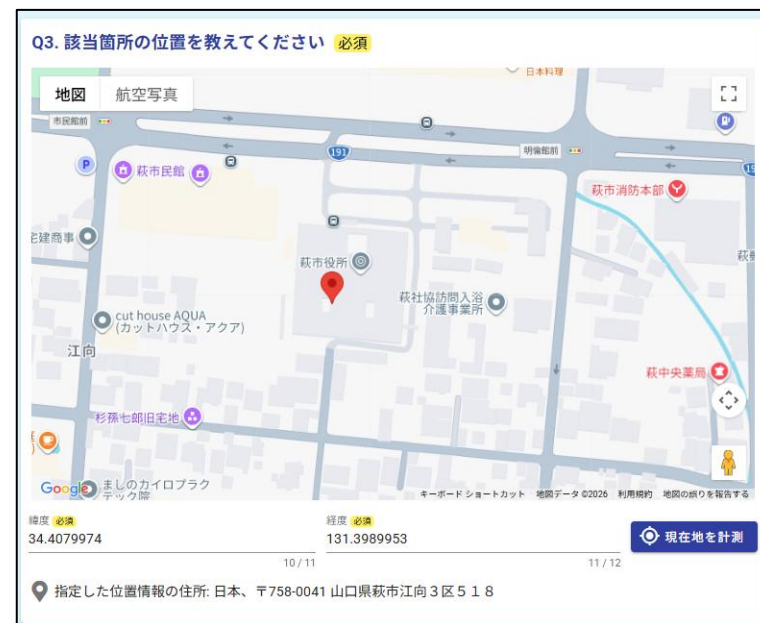 Q3. 該当箇所の位置を教えてください 必須
日本料理
地図 航空写真
市民館前
191
明倫館前
P
萩市民館
萩市消防本部
宅建商事
萩市役所
萩社協訪問入浴
介護事業所
cut house AQUA
(カットハウス・アクア)
江向
萩中央薬局
杉孫七郎旧宅地
Google
ましのカイロプラク
テック院
キーボード ショートカット 地図データ ©2026 利用規約 地図の誤りを報告する
緯度 必須
経度 必須
34.4079974
131.3989953
現在地を計測
10 / 11
11 / 12
指定した位置情報の住所: 日本、〒758-0041 山口県萩市江向3区518